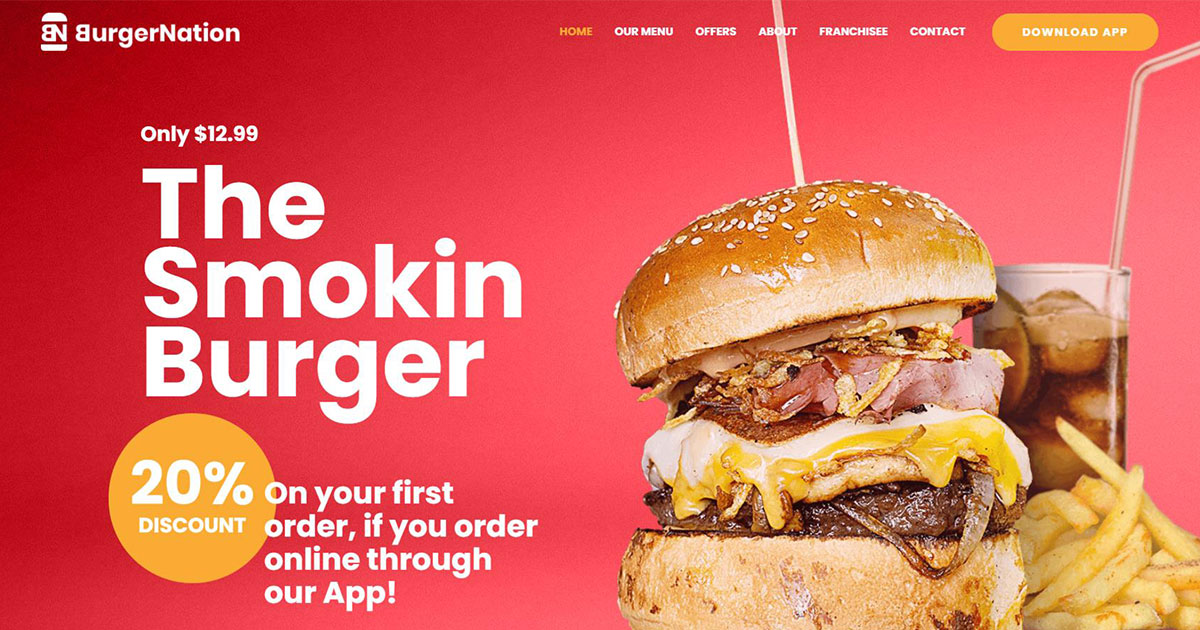 BN BurgerNation
HOME OUR MENU OFFERS ABOUT FRANCHISEE CONTACT DOWNLOAD APP
Only $12.99
The
Smokin
Burger
20%
DISCOUNT
On your first
order, if you order
online through
our App!